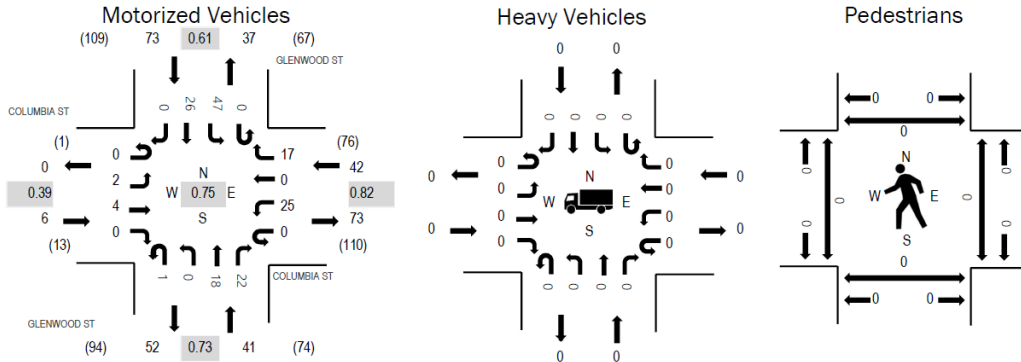 Motorized Vehicles
(109) 73 0.61 37 (67)
GLENWOOD ST
COLUMBIA ST
0 26 47 0
(1)
0
0.39
6
(13)
0
2
4
0
N
W 0.75 E
S
17
0
25
0
(76)
42
0.82
73
(110)
1 0 18 22
COLUMBIA ST
GLENWOOD ST
(94) 52 0.73 41 (74)
Heavy Vehicles
0 0
0 0 0 0
0
0
0
0
0
0
N
W E
S
0
0
0
0
0
0
0 0 0 0
0 0
Pedestrians
0 0
0
0
0
0
N
W E
S
0
0
0
0
0 0